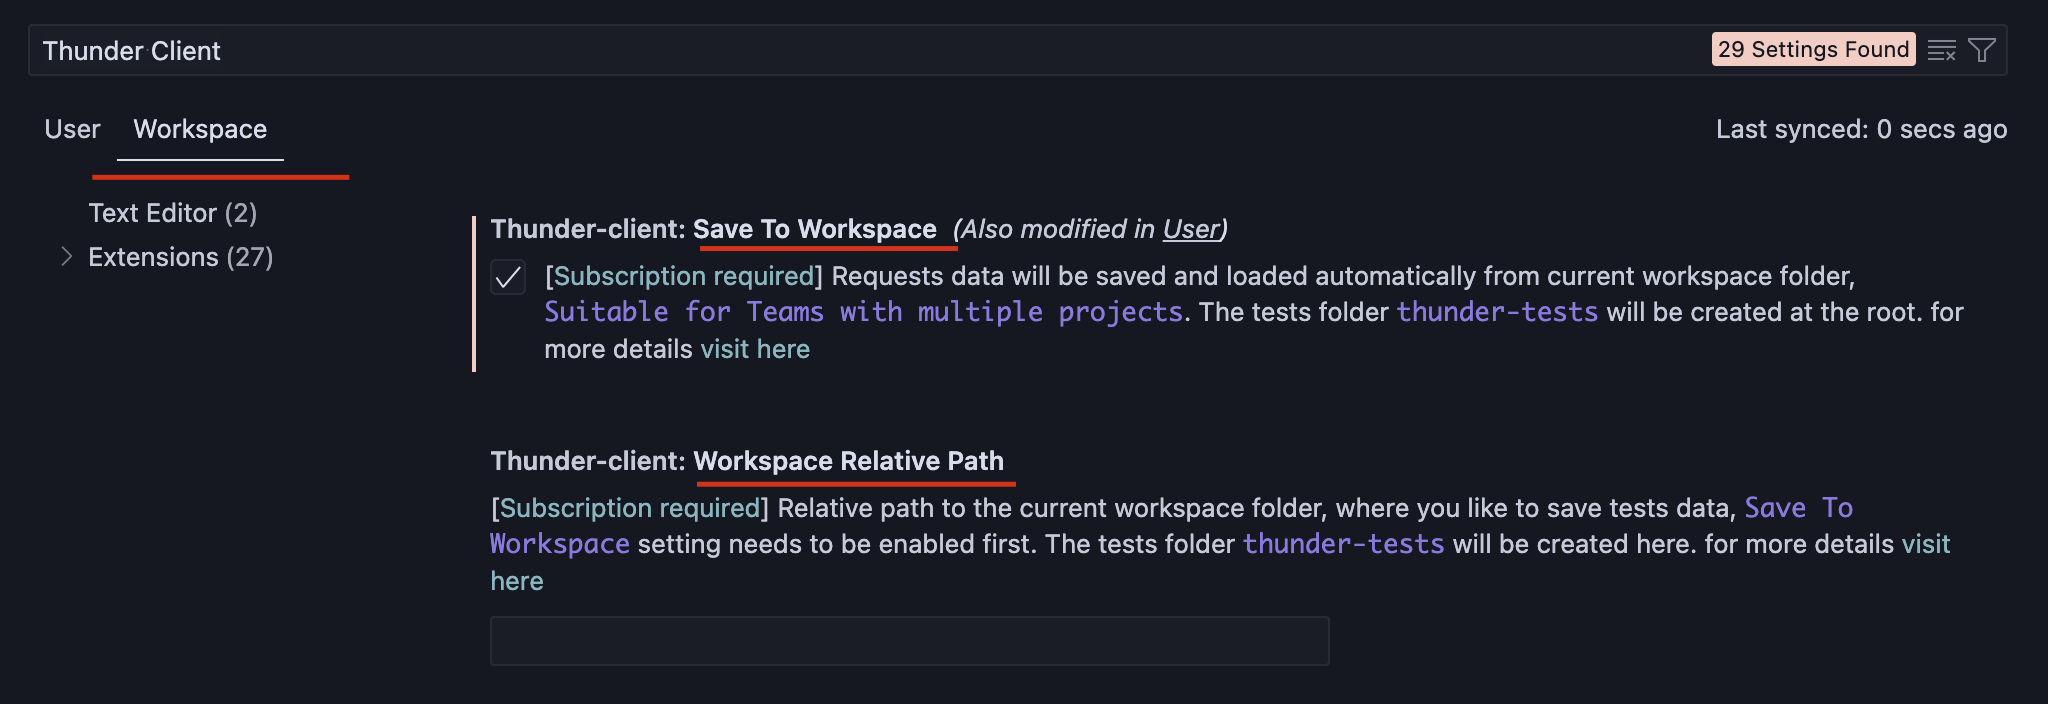 Thunder Client
29 Settings Found
User
Workspace
Last synced: 0 secs ago
Text Editor (2)
Extensions (27)
Thunder-client: Save To Workspace (Also modified in User)
[Subscription required] Requests data will be saved and loaded automatically from current workspace folder,
Suitable for Teams with multiple projects. The tests folder thunder-tests will be created at the root. for
more details visit here
Thunder-client: Workspace Relative Path
[Subscription required] Relative path to the current workspace folder, where you like to save tests data, Save To
Workspace setting needs to be enabled first. The tests folder thunder-tests will be created here. for more details visit
here